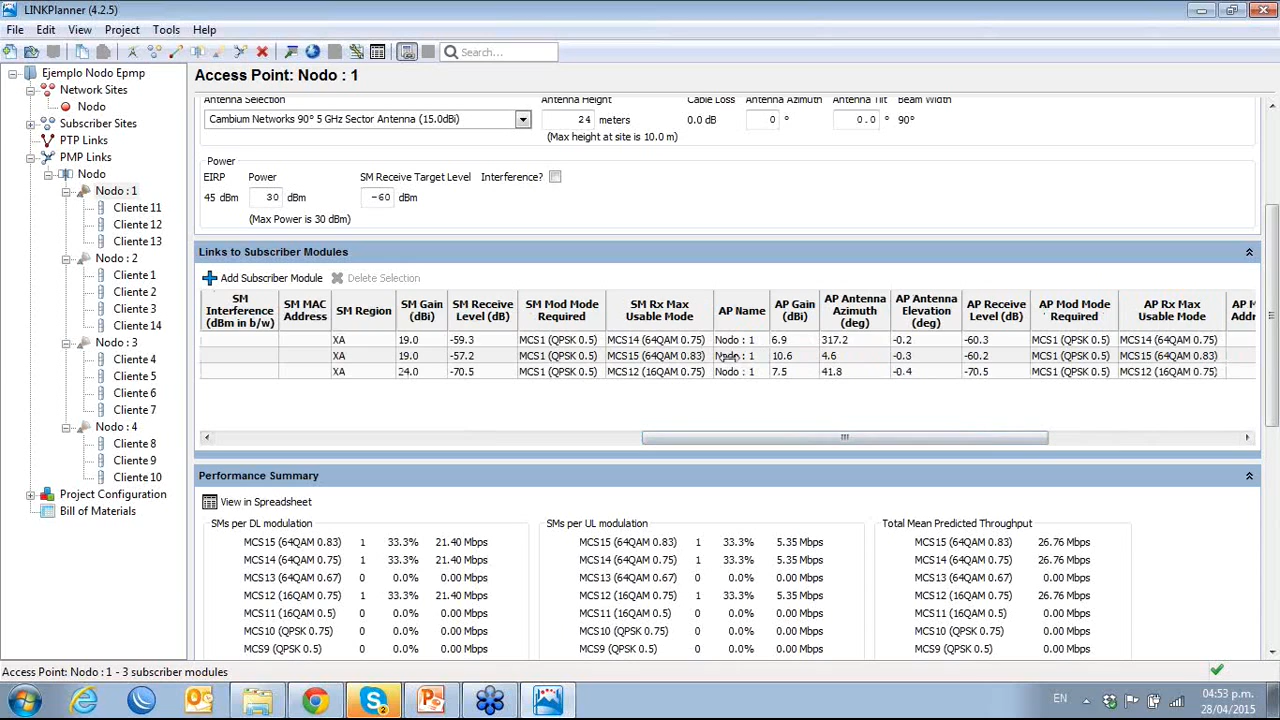 LINKPlanner (4.2.5)
File Edit View Project Tools Help
Search...
Ejemplo Nodo Epmp
Network Sites
Nodo
Subscriber Sites
PTP Links
PMP Links
Nodo
Nodo : 1
Cliente 11
Cliente 12
Cliente 13
Nodo : 2
Cliente 1
Cliente 2
Cliente 3
Cliente 14
Nodo : 3
Cliente 4
Cliente 5
Cliente 6
Cliente 7
Nodo : 4
Cliente 8
Cliente 9
Cliente 10
Project Configuration
Bill of Materials
Access Point: Nodo : 1
Antenna Selection Antenna Height Cable Loss Antenna Azimuth Antenna Tilt Beam Width
Cambium Networks 90° 5 GHz Sector Antenna (15.0dBi) 24 meters 0.0 dB 0 ° 0.0 ° 90°
(Max height at site is 10.0 m)
Power
EIRP Power SM Receive Target Level Interference?
45 dBm 30 dBm -60 dBm
(Max Power is 30 dBm)
Links to Subscriber Modules
Add Subscriber Module Delete Selection
SM Interference (dBm in b/w) SM MAC Address SM Region SM Gain (dBi) SM Receive Level (dB) SM Mod Mode Required SM Rx Max Usable Mode AP Name AP Gain (dBi) AP Antenna Azimuth (deg) AP Antenna Elevation (deg) AP Receive Level (dB) AP Mod Mode Required AP Rx Max Usable Mode AP M Addr
XA 19.0 -59.3 MCS1 (QPSK 0.5) MCS14 (64QAM 0.75) Nodo : 1 6.9 317.2 -0.2 -60.3 MCS1 (QPSK 0.5) MCS14 (64QAM 0.75)
XA 19.0 -57.2 MCS1 (QPSK 0.5) MCS15 (64QAM 0.83) Nodo : 1 10.6 4.6 -0.3 -60.2 MCS1 (QPSK 0.5) MCS15 (64QAM 0.83)
XA 24.0 -70.5 MCS1 (QPSK 0.5) MCS12 (16QAM 0.75) Nodo : 1 7.5 41.8 -0.4 -70.5 MCS1 (QPSK 0.5) MCS12 (16QAM 0.75)
Performance Summary
View in Spreadsheet
SMs per DL modulation SMs per UL modulation Total Mean Predicted Throughput
MCS15 (64QAM 0.83) 1 33.3% 21.40 Mbps MCS15 (64QAM 0.83) 1 33.3% 5.35 Mbps MCS15 (64QAM 0.83) 26.76 Mbps
MCS14 (64QAM 0.75) 1 33.3% 21.40 Mbps MCS14 (64QAM 0.75) 1 33.3% 5.35 Mbps MCS14 (64QAM 0.75) 26.76 Mbps
MCS13 (64QAM 0.67) 0 0.0% 0.00 Mbps MCS13 (64QAM 0.67) 0 0.0% 0.00 Mbps MCS13 (64QAM 0.67) 0.00 Mbps
MCS12 (16QAM 0.75) 1 33.3% 21.40 Mbps MCS12 (16QAM 0.75) 1 33.3% 5.35 Mbps MCS12 (16QAM 0.75) 26.76 Mbps
MCS11 (16QAM 0.5) 0 0.0% 0.00 Mbps MCS11 (16QAM 0.5) 0 0.0% 0.00 Mbps MCS11 (16QAM 0.5) 0.00 Mbps
MCS10 (QPSK 0.75) 0 0.0% 0.00 Mbps MCS10 (QPSK 0.75) 0 0.0% 0.00 Mbps MCS10 (QPSK 0.75) 0.00 Mbps
MCS9 (QPSK 0.5) 0 0.0% 0.00 Mbps MCS9 (QPSK 0.5) 0 0.0% 0.00 Mbps MCS9 (QPSK 0.5) 0.00 Mbps
Access Point: Nodo : 1 - 3 subscriber modules
EN 04:53 p.m.
28/04/2015